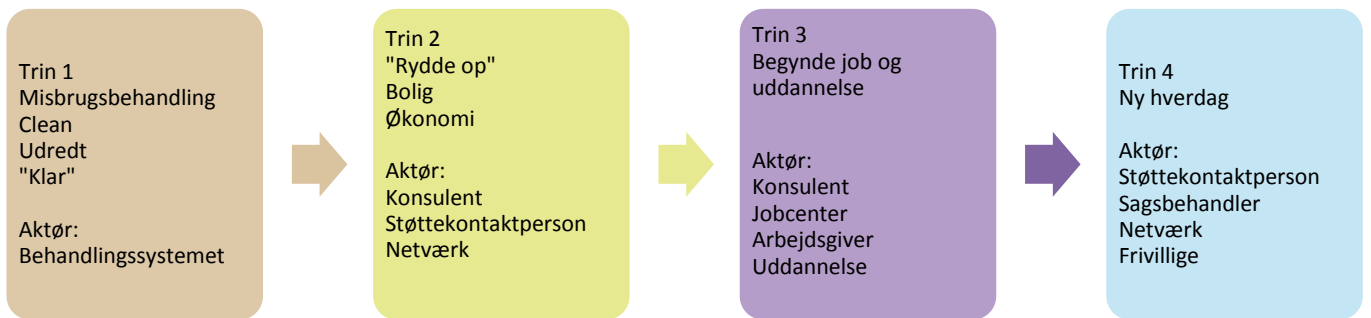 Trin 1
Misbrugsbehandling
Clean
Udredt
"Klar"
Aktør:
Behandlingssystemet
Trin 2
"Rydde op"
Bolig
Økonomi
Aktør:
Konsulent
Støttekontaktperson
Netværk
Trin 3
Begynde job og
uddannelse
Aktør:
Konsulent
Jobcenter
Arbejdsgiver
Uddannelse
Trin 4
Ny hverdag
Aktør:
Støttekontaktperson
Sagsbehandler
Netværk
Frivillige